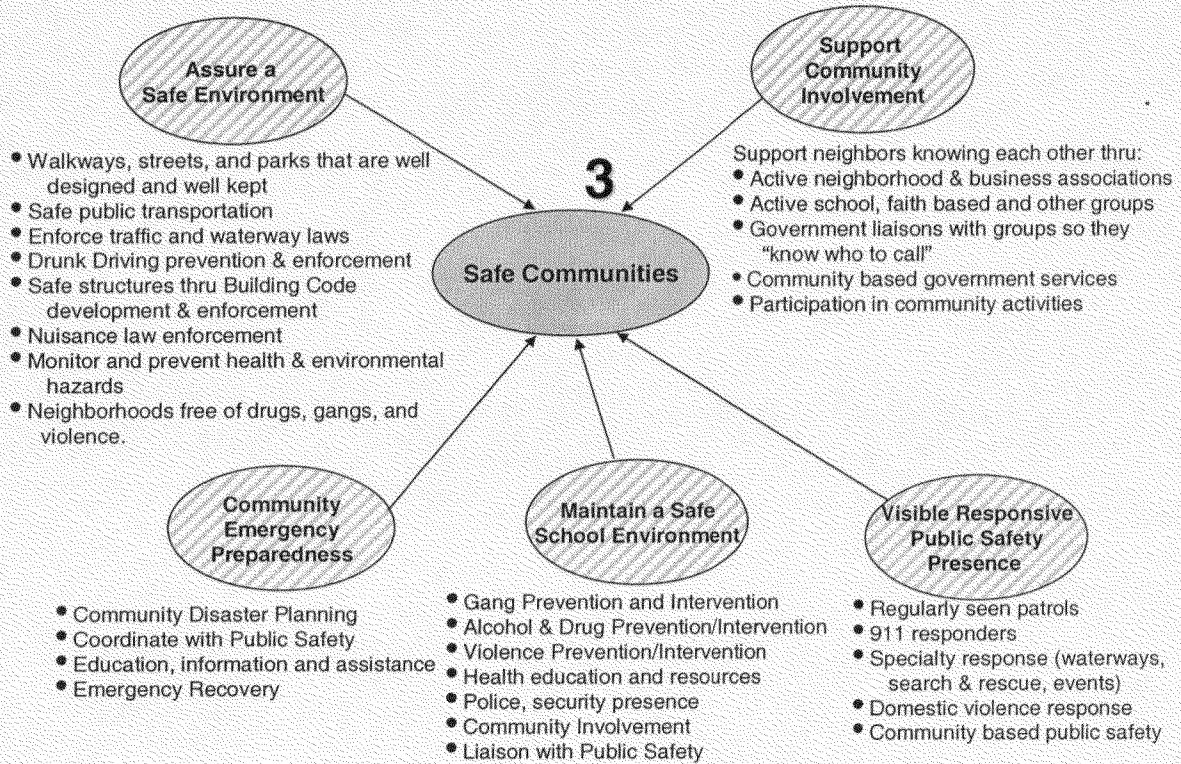 Assure a
Safe Environment
• Walkways, streets, and parks that are well
designed and well kept
• Safe public transportation
• Enforce traffic and waterway laws
• Drunk Driving prevention & enforcement
• Safe structures thru Building Code
development & enforcement
• Nuisance law enforcement
• Monitor and prevent health & environmental
hazards
• Neighborhoods free of drugs, gangs, and
violence.
Support
Community
Involvement
Support neighbors knowing each other thru:
• Active neighborhood & business associations
• Active school, faith based and other groups
• Government liaisons with groups so they
“know who to call”
• Community based government services
• Participation in community activities
3
Safe Communities
Community
Emergency
Preparedness
• Community Disaster Planning
• Coordinate with Public Safety
• Education, information and assistance
• Emergency Recovery
Maintain a Safe
School Environment
• Gang Prevention and Intervention
• Alcohol & Drug Prevention/Intervention
• Violence Prevention/Intervention
• Health education and resources
• Police, security presence
• Community Involvement
• Liaison with Public Safety
Visible Responsive
Public Safety
Presence
• Regularly seen patrols
• 911 responders
• Specialty response (waterways,
search & rescue, events)
• Domestic violence response
• Community based public safety